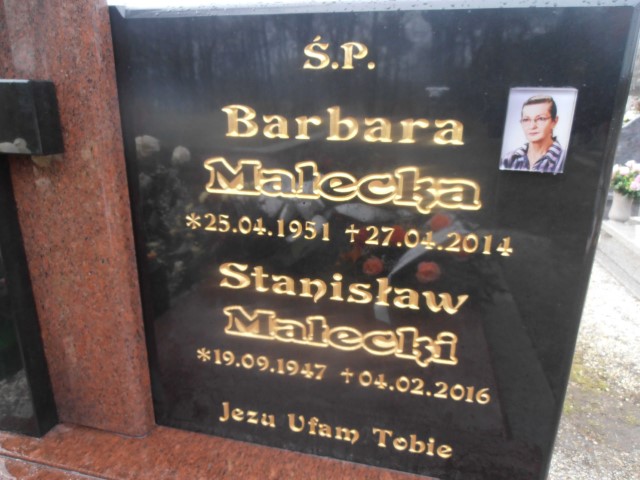 Ś.P.
Barbara
Małecka
*25.04.1951 †27.04.2014
Stanisław
Małecki
*19.09.1947 †04.02.2016
Jezu Ufam Tobie